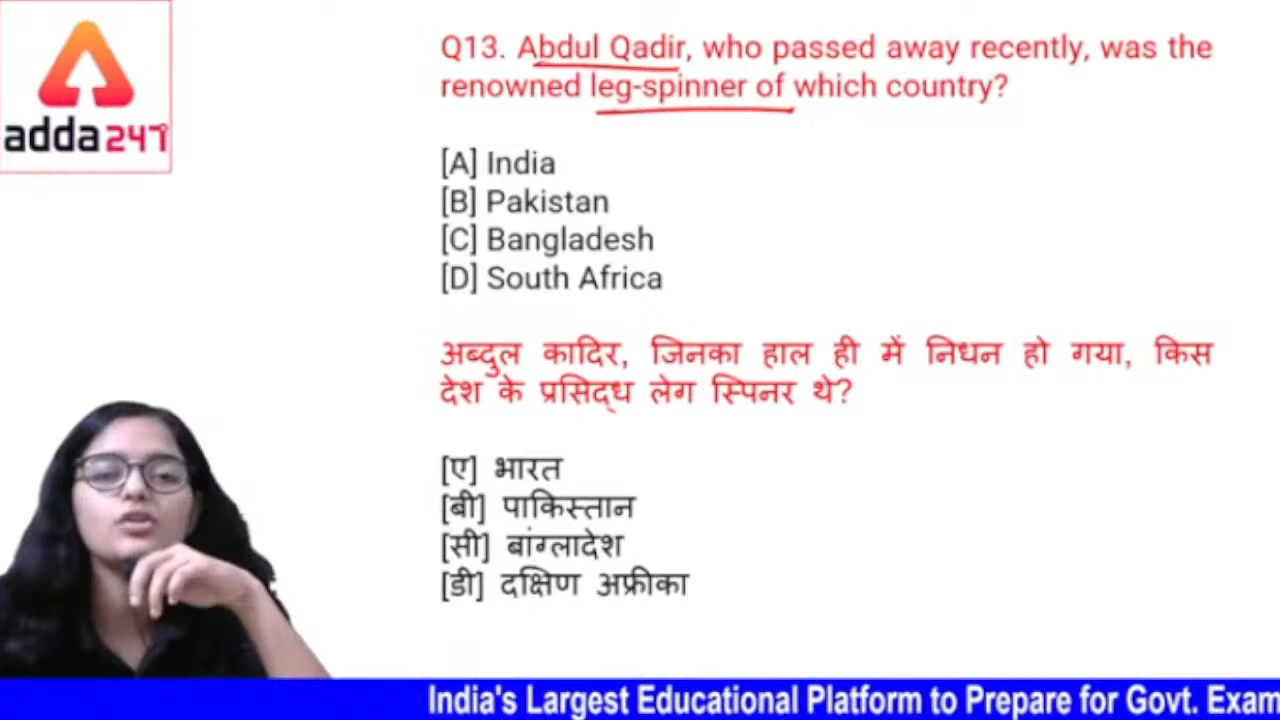 adda247
Q13. Abdul Qadir, who passed away recently, was the
renowned leg-spinner of which country?
[A] India
[B] Pakistan
[C] Bangladesh
[D] South Africa
अब्दुल कादिर, जिनका हाल ही में निधन हो गया, किस
देश के प्रसिद्ध लेग स्पिनर थे?
[ए] भारत
[बी] पाकिस्तान
[सी] बांग्लादेश
[डी] दक्षिण अफ्रीका
India's Largest Educational Platform to Prepare for Govt. Exam